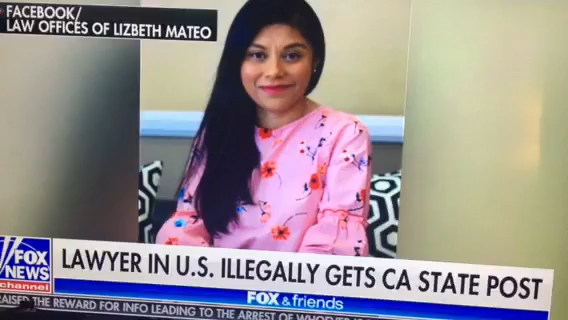 FACEBOOK/
LAW OFFICES OF LIZBETH MATEO
FOX
NEWS
channel
LAWYER IN U.S. ILLEGALLY GETS CA STATE POST
FOX & friends
RAISED THE REWARD FOR INFO LEADING TO THE ARREST OF WHOEVER